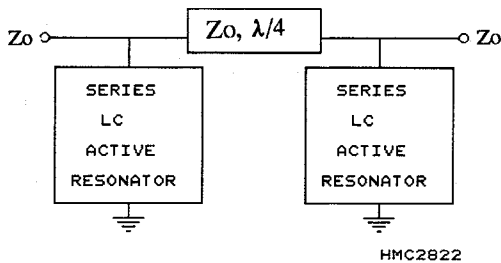 Zo, λ/4
Zo
Zo
SERIES
LC
ACTIVE
RESONATOR
SERIES
LC
ACTIVE
RESONATOR
HMC2822